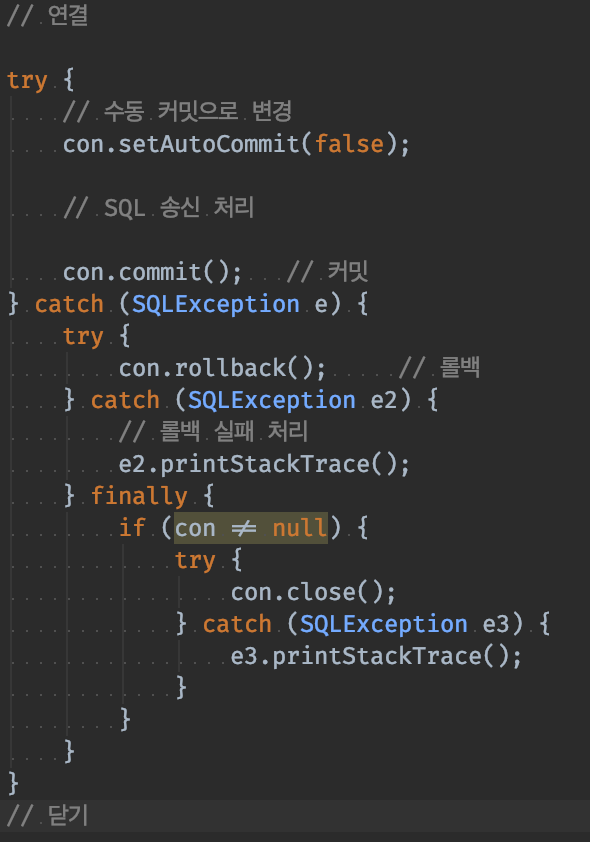 // 연결
try {
// 수동 커밋으로 변경
con.setAutoCommit(false);
// SQL 송신 처리
con.commit(); // 커밋
} catch (SQLException e) {
try {
con.rollback(); // 롤백
} catch (SQLException e2) {
// 롤백 실패 처리
e2.printStackTrace();
} finally {
if (con ≠ null) {
try {
con.close();
} catch (SQLException e3) {
e3.printStackTrace();
}
}
}
}
// 닫기